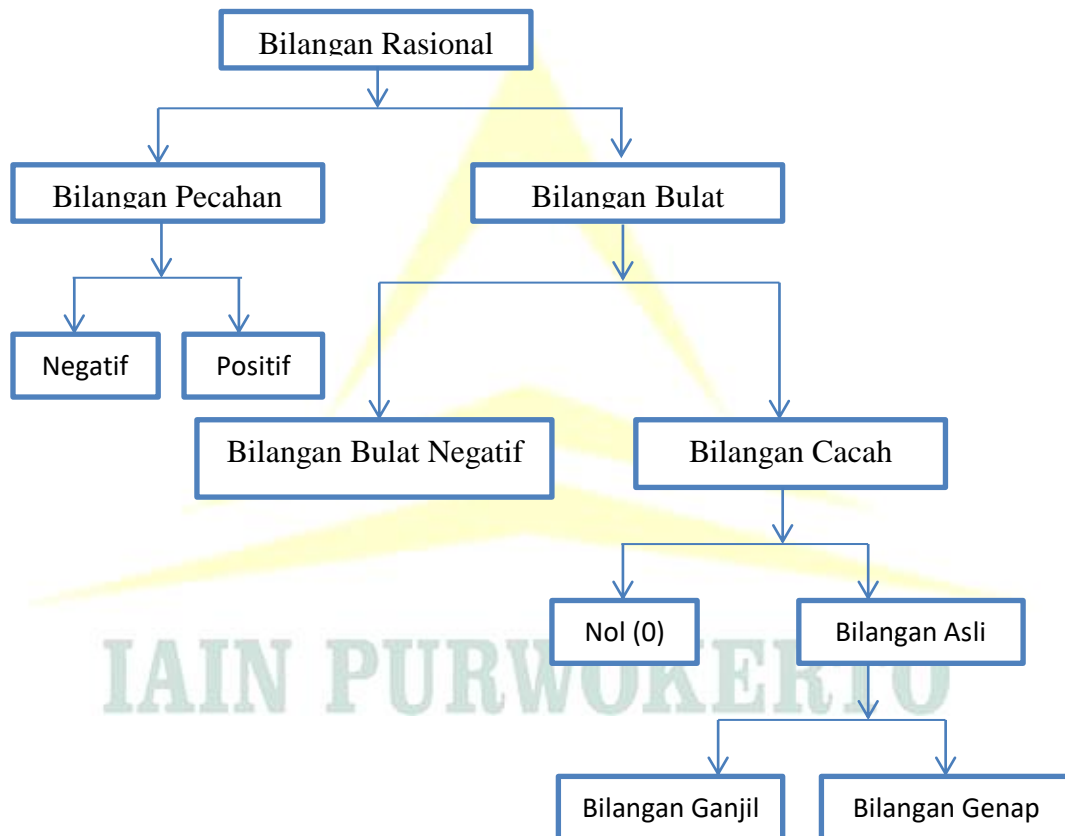 Bilangan Rasional
Bilangan Pecahan
Bilangan Bulat
Negatif
Positif
Bilangan Bulat Negatif
Bilangan Cacah
Nol (0)
Bilangan Asli
IAIN PURWOKERTO
Bilangan Ganjil
Bilangan Genap